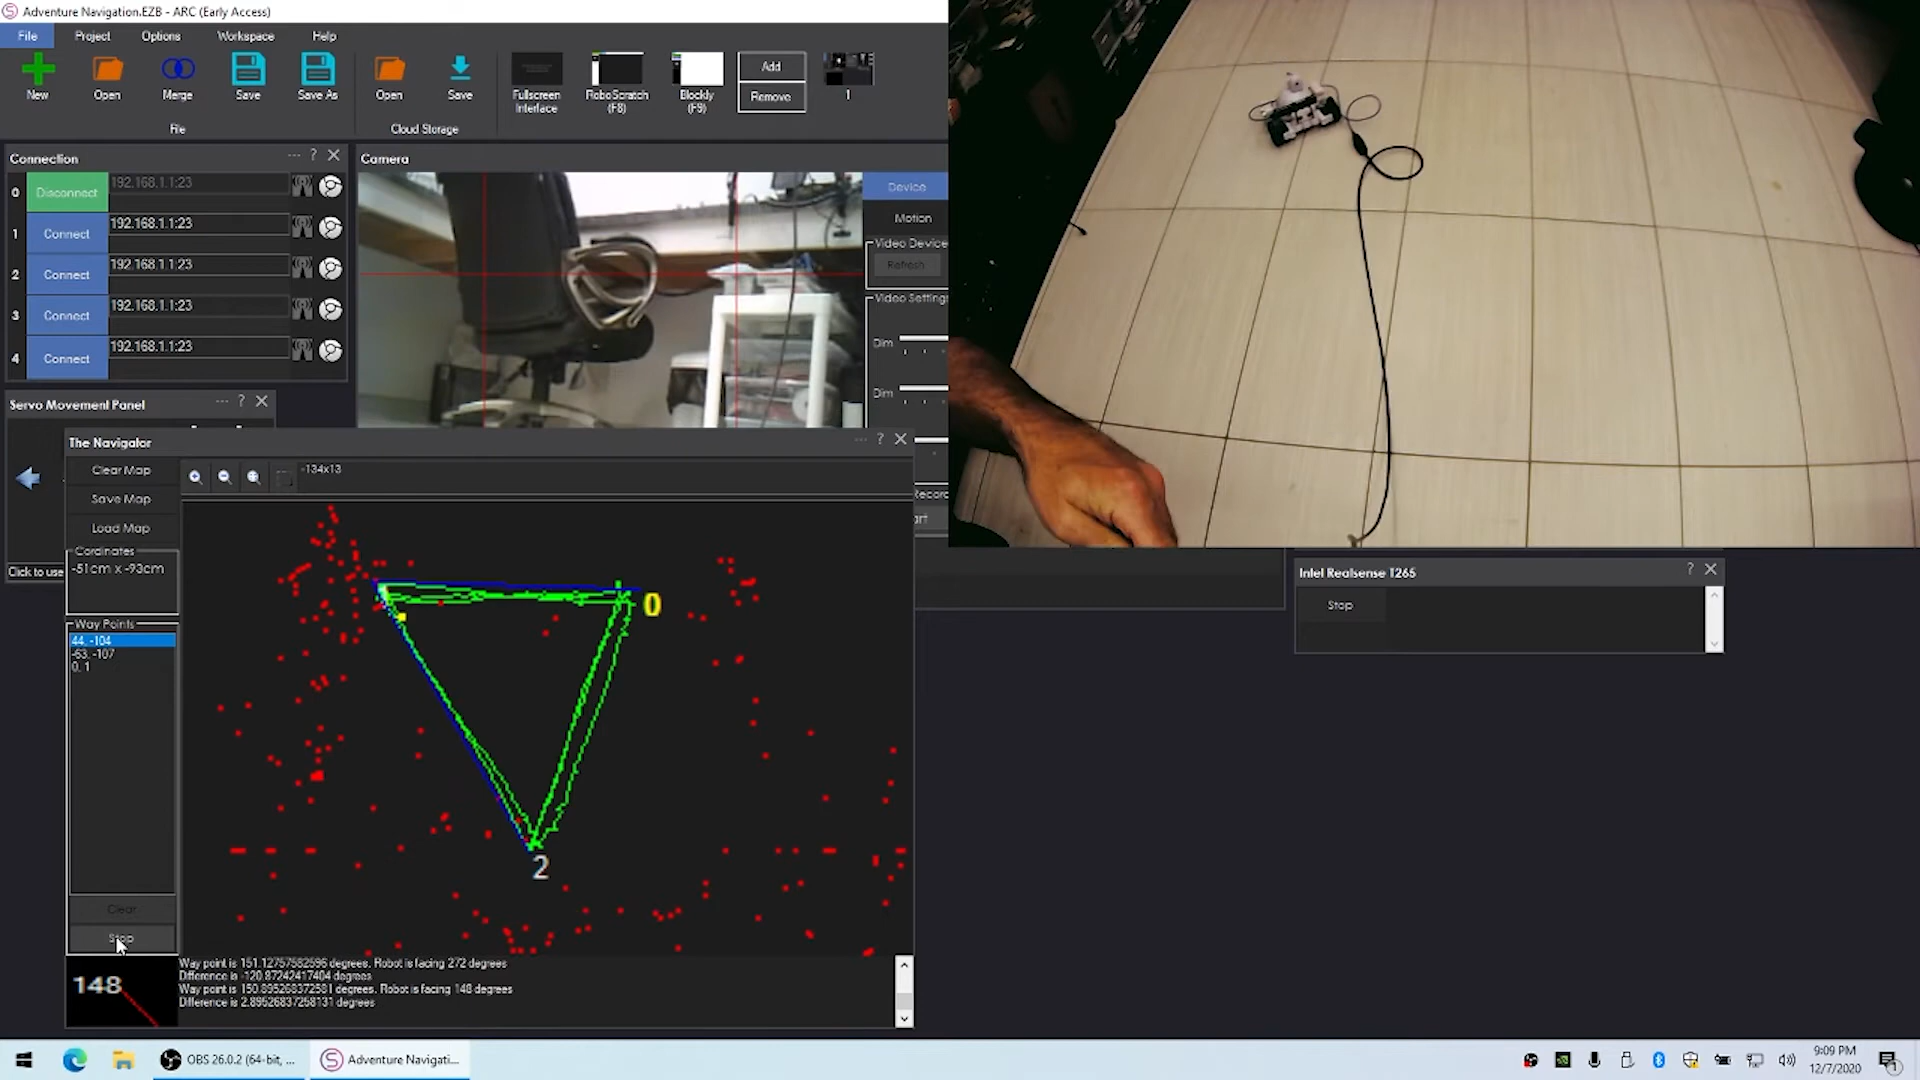 Adventure Navigation.EZB - ARC (Early Access)
File Project Options Workspace Help
New Open Merge Save Save As Open Save Fullscreen Interface RoboScratch (F8) Blockly (F9) Add Remove 1
File Cloud Storage
Connection ... ?
0 Disconnect 192.168.1.1:23
1 Connect 192.168.1.1:23
2 Connect 192.168.1.1:23
3 Connect 192.168.1.1:23
4 Connect 192.168.1.1:23
Camera
Device
Motion
Video Device
Refresh
Video Setting
Dim
Dim
Servo Movement Panel ... ?
Click to use
The Navigator ... ?
Clear Map
Save Map
Load Map
-134x13
Cordinates
-51cm x -93cm
Way Points
44, -104
-63, -107
0, 1
Clear
Stop
0
2
148
Way point is 151.12757582596 degrees. Robot is facing 272 degrees
Difference is -120.87242417404 degrees
Way point is 150.895268372581 degrees. Robot is facing 148 degrees
Difference is 2.89526837258131 degrees
Intel Realsense T265 ?
Stop
OBS 26.0.2 (64-bit, ...
Adventure Navigati...
9:09 PM
12/7/2020
1